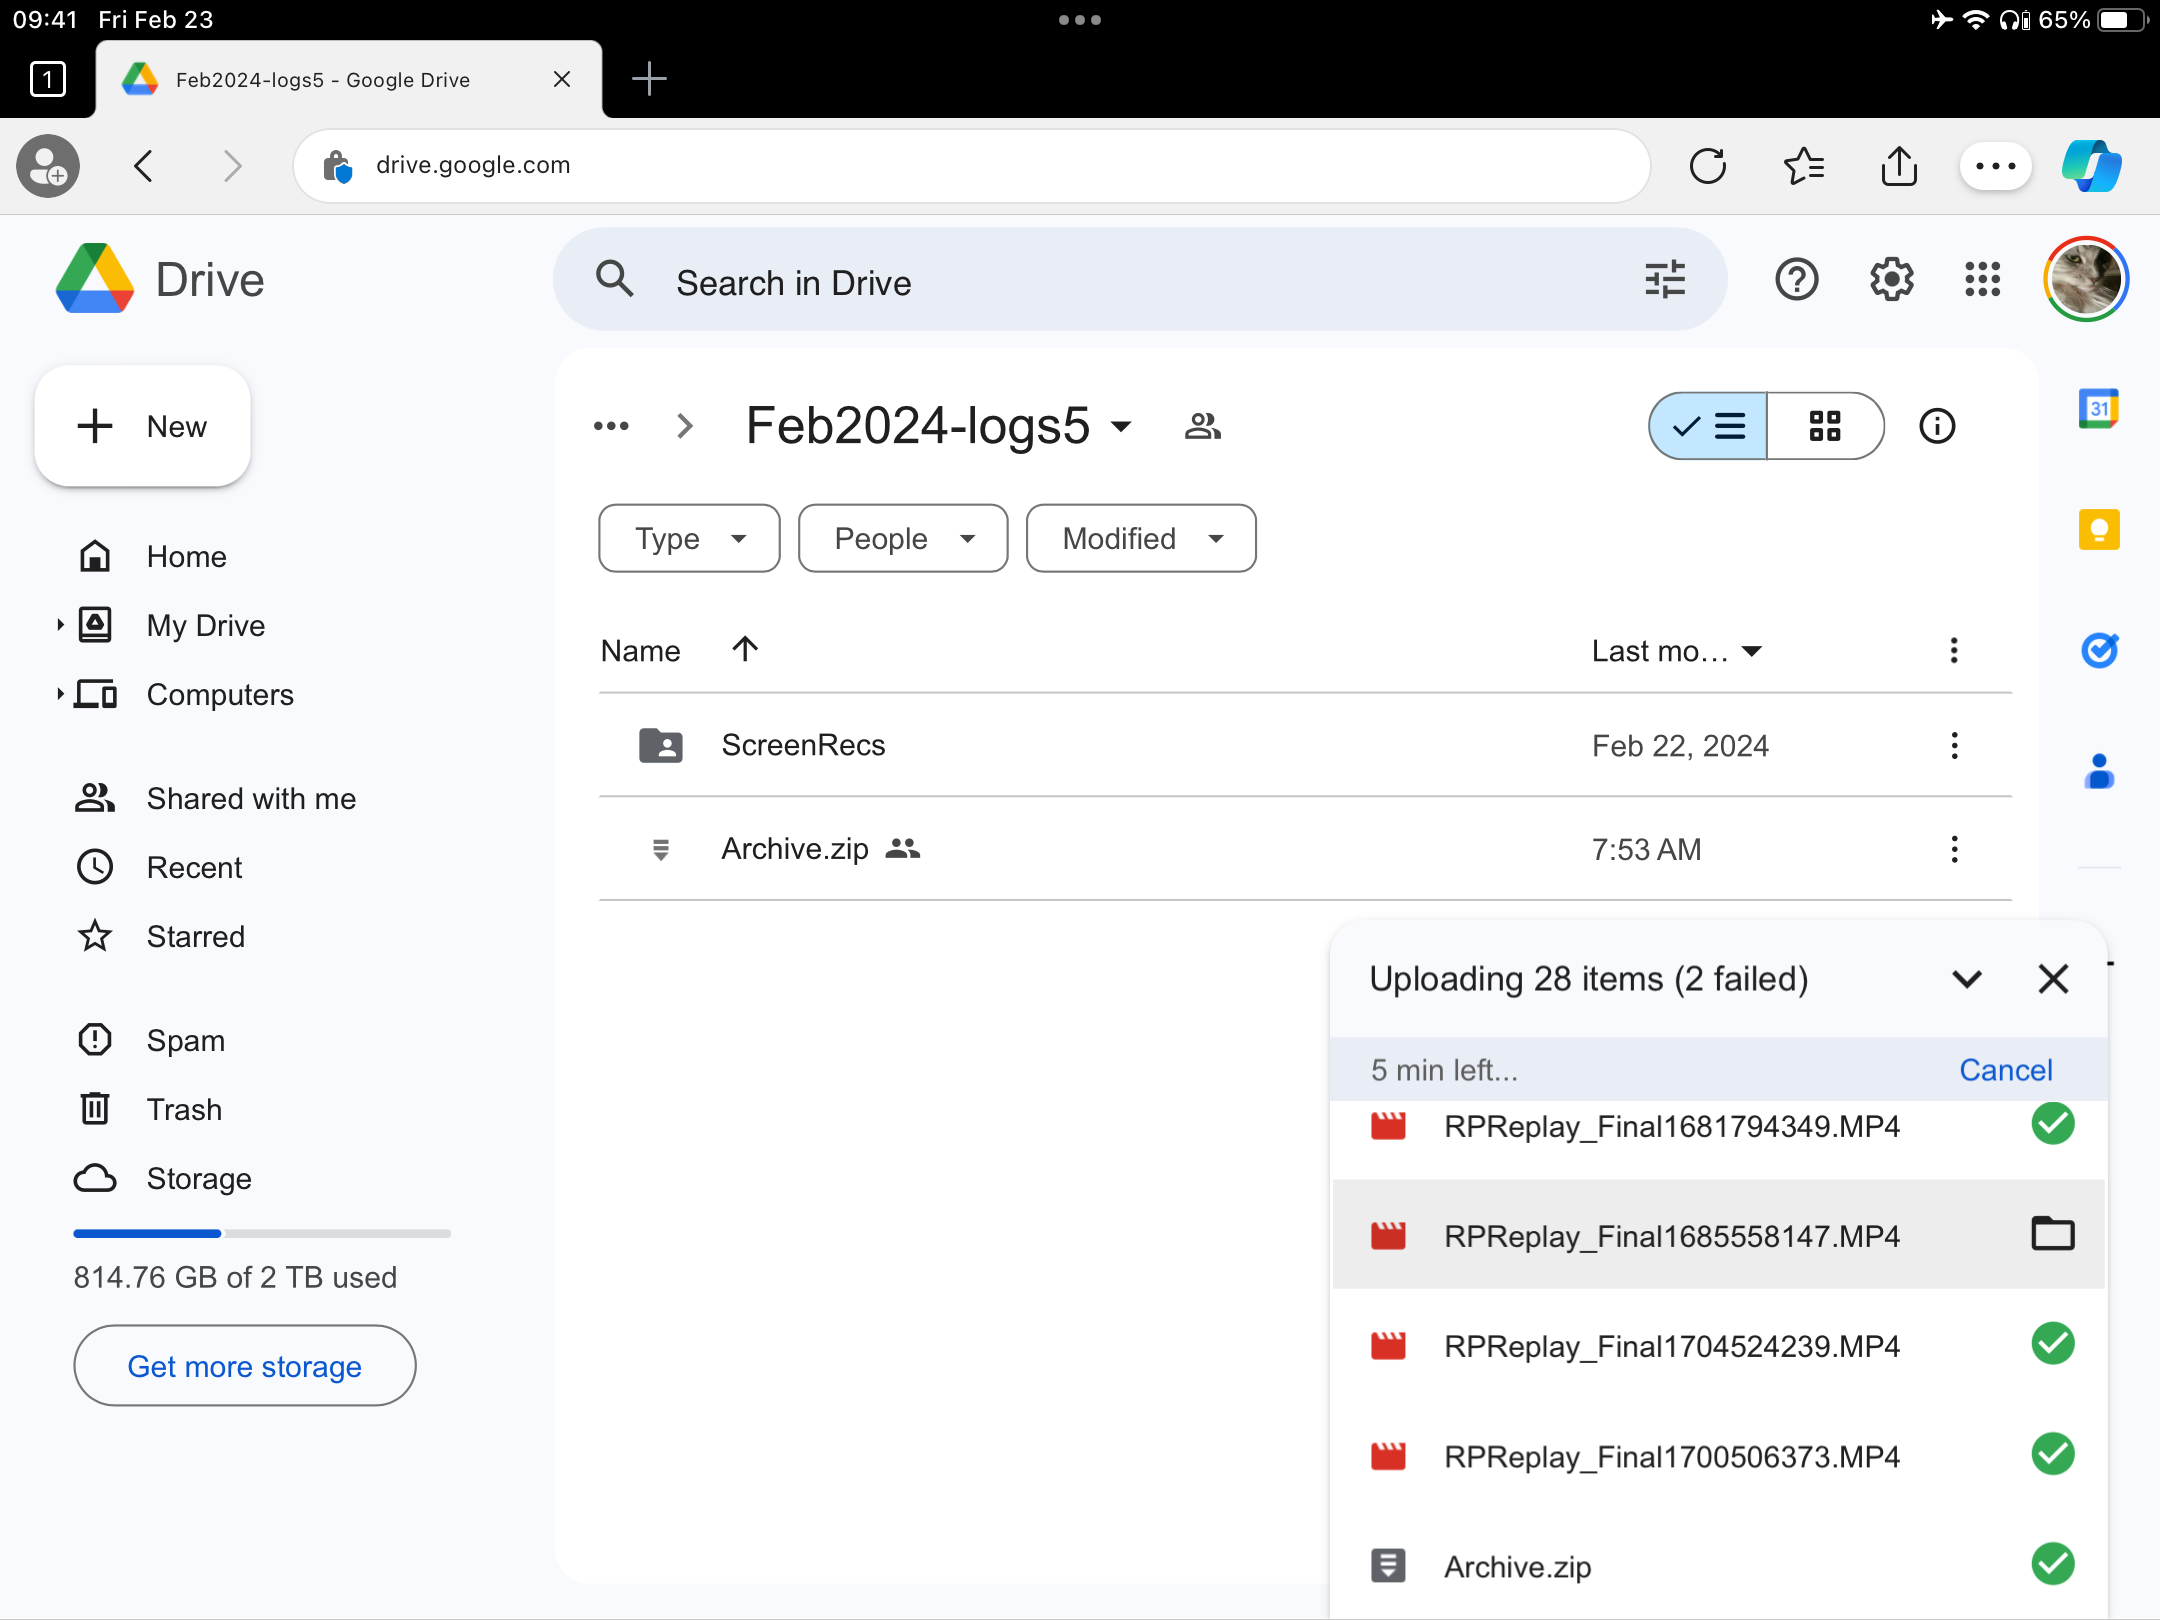 09:41 Fri Feb 23
65%
1
Feb2024-logs5 - Google Drive
drive.google.com
Drive
Search in Drive
New
Feb2024-logs5
31
Type
People
Modified
Home
My Drive
Computers
Name
Last mo...
ScreenRecs
Feb 22, 2024
Shared with me
Archive.zip
7:53 AM
Recent
Starred
Uploading 28 items (2 failed)
Spam
5 min left...
Cancel
Trash
RPReplay_Final1681794349.MP4
Storage
RPReplay_Final1685558147.MP4
814.76 GB of 2 TB used
RPReplay_Final1704524239.MP4
Get more storage
RPReplay_Final1700506373.MP4
Archive.zip